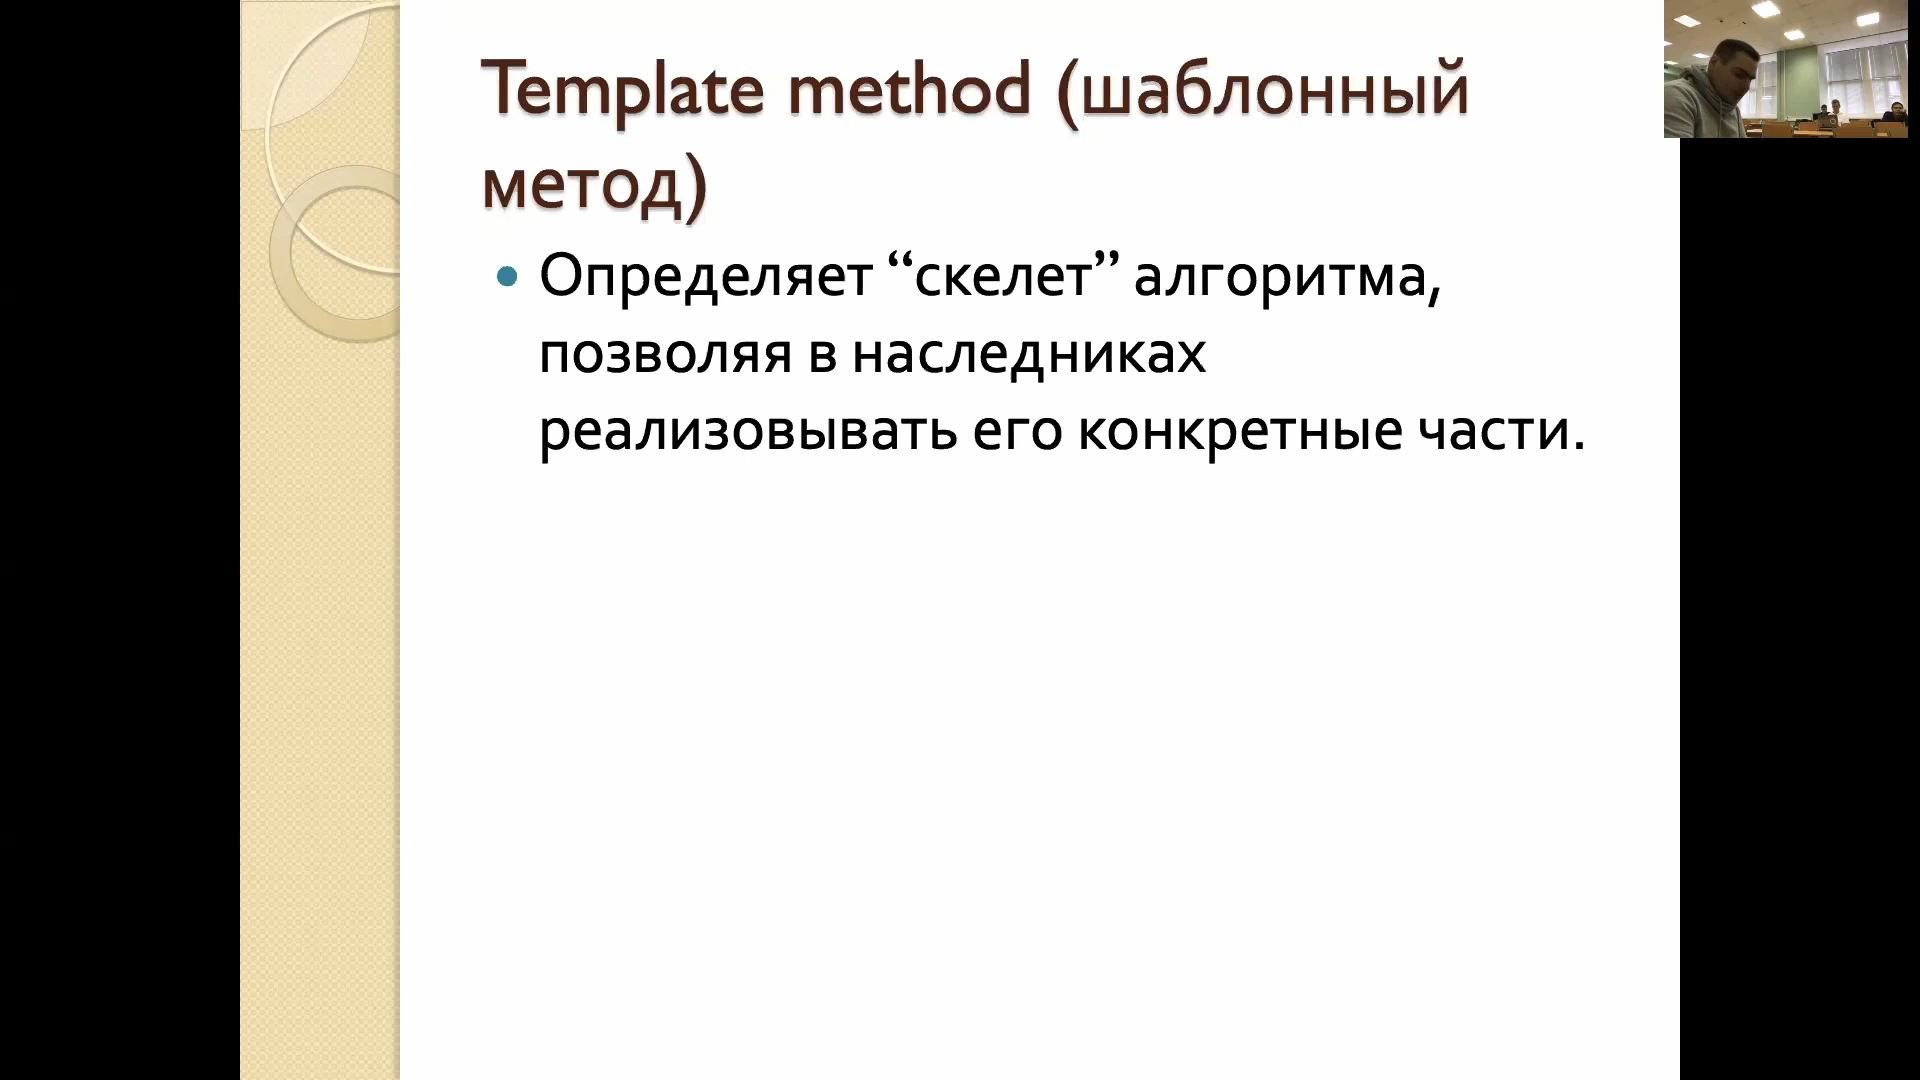 Template method (шаблонный
метод)
Определяет “скелет” алгоритма,
позволяя в наследниках
реализовывать его конкретные части.